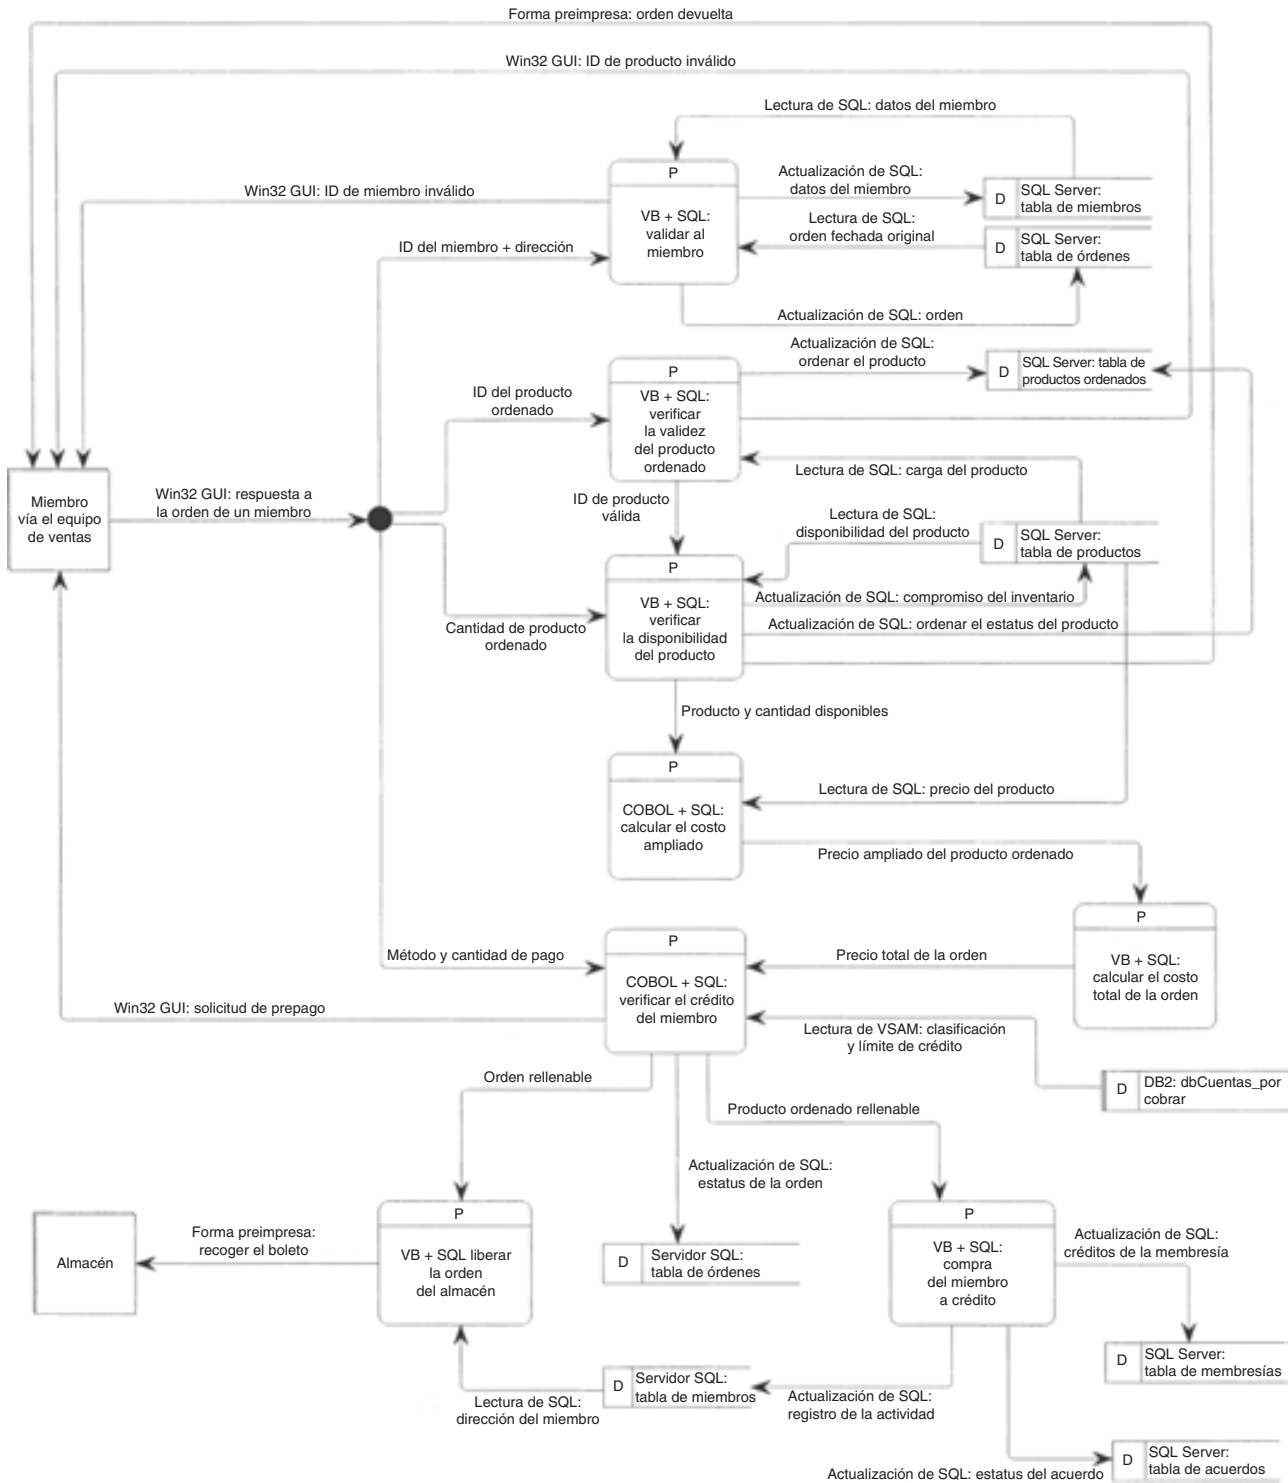 Forma preimpresa: orden devuelta
Win32 GUI: ID de producto inválido
Lectura de SQL: datos del miembro
P
VB + SQL:
validar al
miembro
Actualización de SQL:
datos del miembro
D
SQL Server:
tabla de miembros
Win32 GUI: ID de miembro inválido
Lectura de SQL:
orden fechada original
D
SQL Server:
tabla de órdenes
ID del miembro + dirección
Actualización de SQL: orden
Actualización de SQL:
ordenar el producto
D
SQL Server: tabla de
productos ordenados
P
VB + SQL:
verificar
la validez
del producto
ordenado
ID del producto
ordenado
Lectura de SQL: carga del producto
Miembro
vía el equipo
de ventas
Win32 GUI: respuesta a
la orden de un miembro
ID de producto
válida
Lectura de SQL:
disponibilidad del producto
D
SQL Server:
tabla de productos
P
VB + SQL:
verificar
la disponibilidad
del producto
Actualización de SQL: compromiso del inventario
Actualización de SQL: ordenar el estatus del producto
Cantidad de producto
ordenado
Producto y cantidad disponibles
P
COBOL + SQL:
calcular el costo
ampliado
Lectura de SQL: precio del producto
Precio ampliado del producto ordenado
P
VB + SQL:
calcular el costo
total de la orden
Método y cantidad de pago
P
COBOL + SQL:
verificar el crédito
del miembro
Precio total de la orden
Win32 GUI: solicitud de prepago
Lectura de VSAM: clasificación
y límite de crédito
D
DB2: dbCuentas_por
cobrar
Orden rellenable
Producto ordenado rellenable
Actualización de SQL:
estatus de la orden
Almacén
Forma preimpresa:
recoger el boleto
P
VB + SQL liberar
la orden
del almacén
D
Servidor SQL:
tabla de órdenes
P
VB + SQL:
compra
del miembro
a crédito
Actualización de SQL:
créditos de la membresía
D
SQL Server:
tabla de membresías
Lectura de SQL:
dirección del miembro
D
Servidor SQL:
tabla de miembros
Actualización de SQL:
registro de la actividad
Actualización de SQL: estatus del acuerdo
D
SQL Server:
tabla de acuerdos